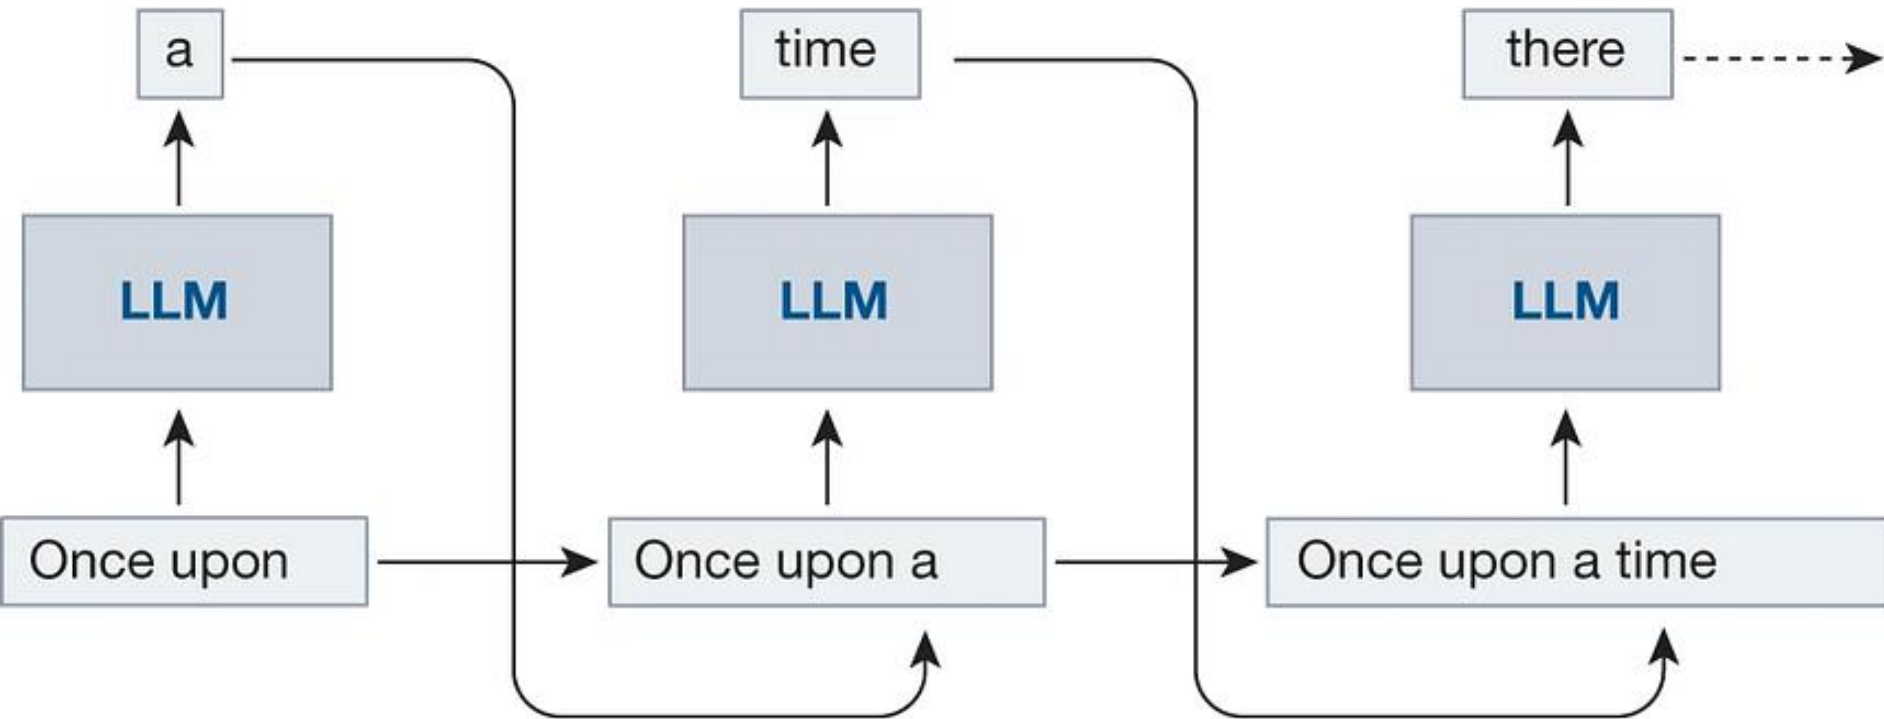 a
time
there
LLM
LLM
LLM
Once upon
Once upon a
Once upon a time